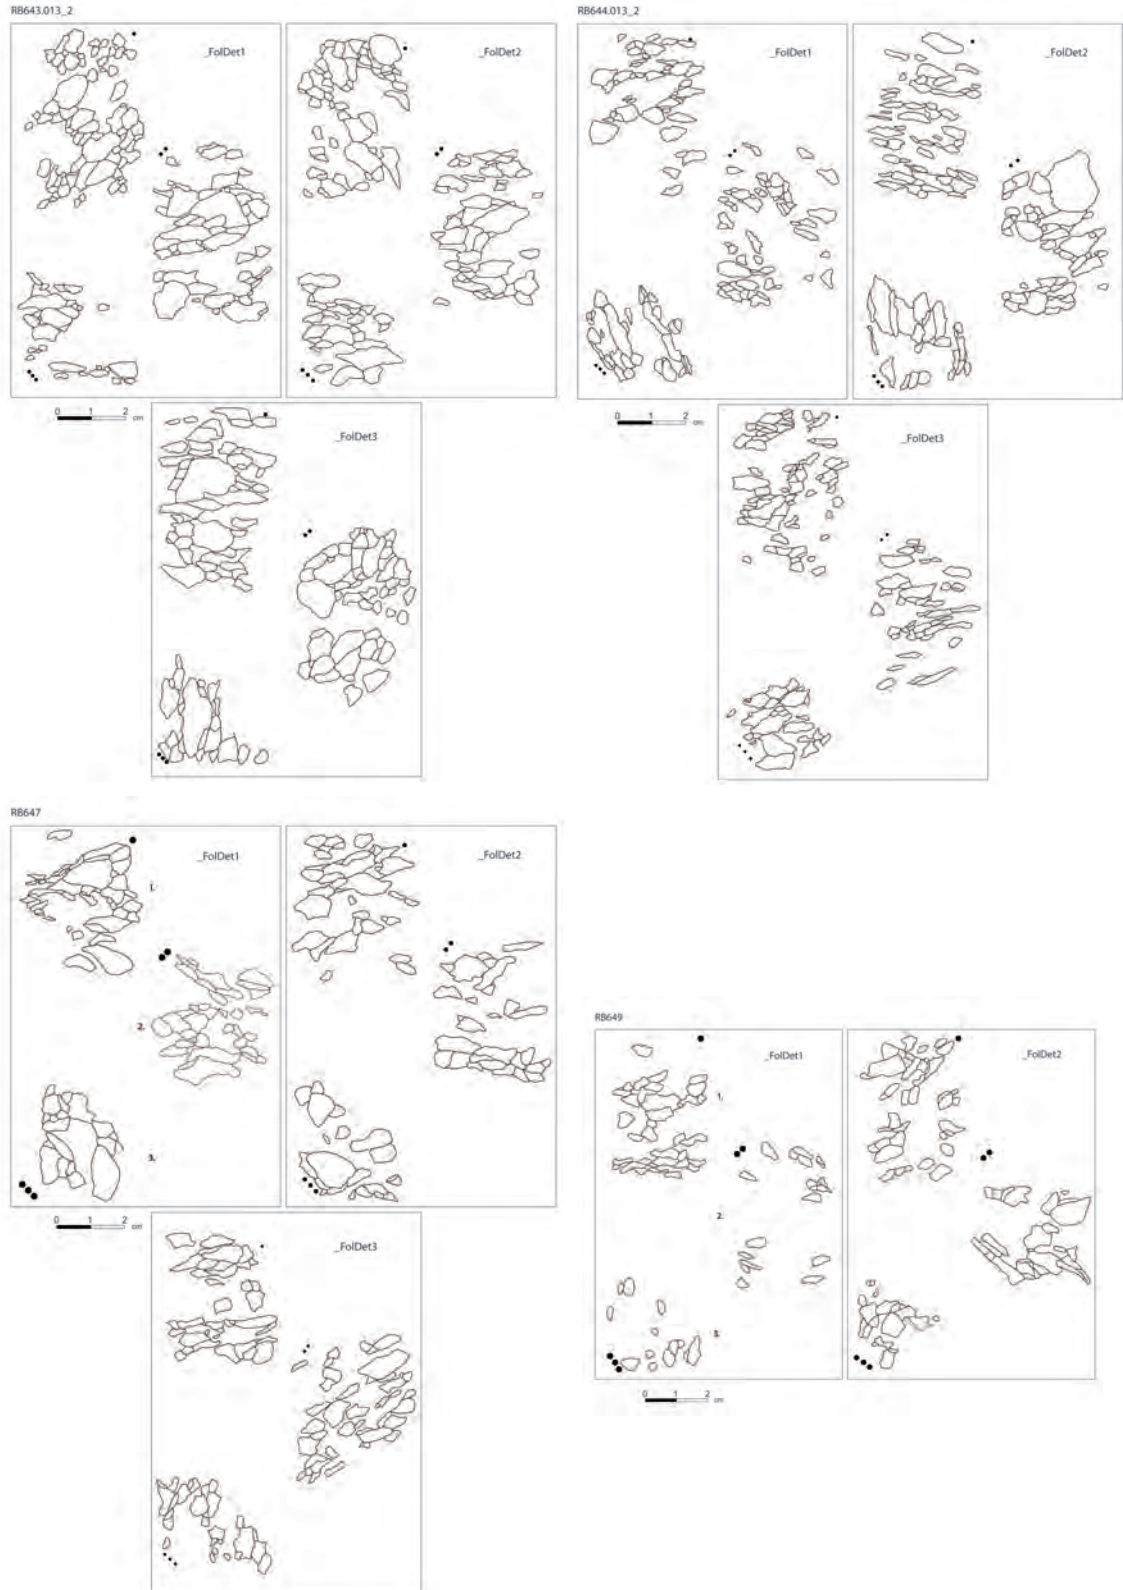 RB643.013_2
_FolDet1
_FolDet2
0 1 2 cm
_FolDet3
RB644.013_2
_FolDet1
_FolDet2
0 1 2 cm
_FolDet3
RB647
_FolDet1
1.
2.
3.
_FolDet2
0 1 2 cm
_FolDet3
RB649
_FolDet1
1.
2.
3.
_FolDet2
0 1 2 cm